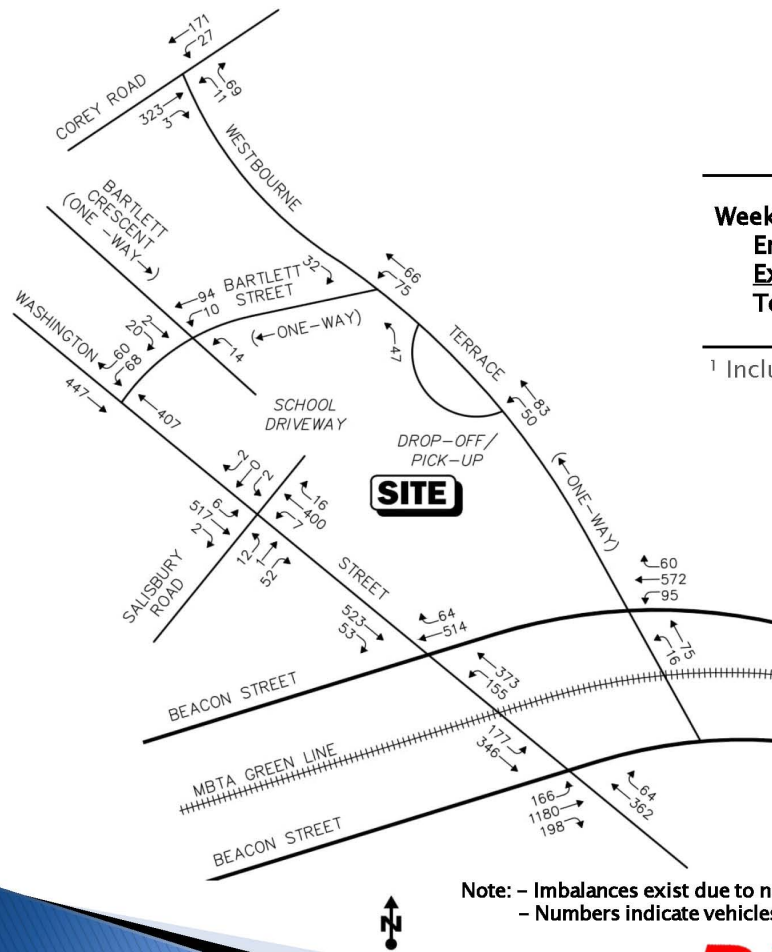 171
27
69
11
COREY ROAD
323
3
WESTBOURNE
BARTLETT
CRESCENT
(ONE -WAY→)
32
66
75
BARTLETT
STREET
94
10
(←ONE-WAY)
2
20
14
WASHINGTON
60
68
447
407
TERRACE
47
83
50
SCHOOL
DRIVEWAY
DROP-OFF/
PICK-UP
SITE
(←ONE-WAY)
2
0
2
16
400
7
6
517
2
12
1
52
SALISBURY
ROAD
STREET
60
572
95
523
53
64
514
75
16
BEACON STREET
373
155
MBTA GREEN LINE
177
346
64
362
166
1180
198
BEACON STREET
N
Week
En
Ex
To
¹ Inclu
Note: - Imbalances exist due to n
- Numbers indicate vehicles